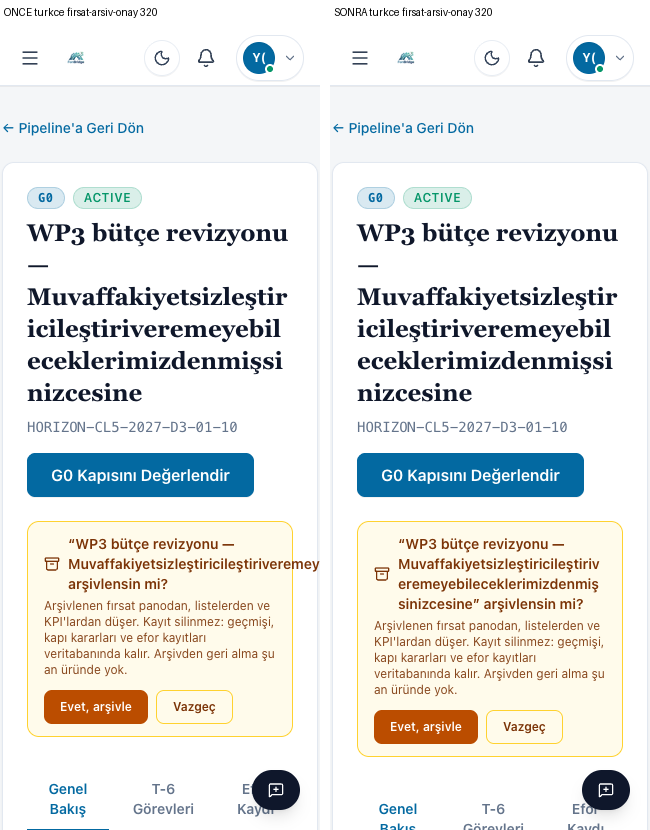 ONCE turkce firsat-arsiv-onay 320
Y(
← Pipeline'a Geri Dön
G0
ACTIVE
WP3 bütçe revizyonu
—
Muvaffakiyetsizleştir
icileştiriveremeyebil
eceklerimizdenmişsi
nizcesine
HORIZON-CL5-2027-D3-01-10
G0 Kapısını Değerlendir
“WP3 bütçe revizyonu —
Muvaffakiyetsizleştiricileştiriveremey
arşivlensin mi?
Arşivlenen fırsat panodan, listelerden ve
KPI'lardan düşer. Kayıt silinmez: geçmişi,
kapı kararları ve efor kayıtları
veritabanında kalır. Arşivden geri alma şu
an üründe yok.
Evet, arşivle
Vazgeç
Genel
Bakış
T-6
Görevleri
SONRA turkce firsat-arsiv-onay 320
Y(
← Pipeline'a Geri Dön
G0
ACTIVE
WP3 bütçe revizyonu
—
Muvaffakiyetsizleştir
icileştiriveremeyebil
eceklerimizdenmişsi
nizcesine
HORIZON-CL5-2027-D3-01-10
G0 Kapısını Değerlendir
“WP3 bütçe revizyonu —
Muvaffakiyetsizleştiricileştiriv
eremeyebileceklerimizdenmiş
sinizcesine” arşivlensin mi?
Arşivlenen fırsat panodan, listelerden ve
KPI'lardan düşer. Kayıt silinmez: geçmişi,
kapı kararları ve efor kayıtları
veritabanında kalır. Arşivden geri alma şu
an üründe yok.
Evet, arşivle
Vazgeç
Genel
Bakış
T-6
Görevleri
Efor
Kaydı